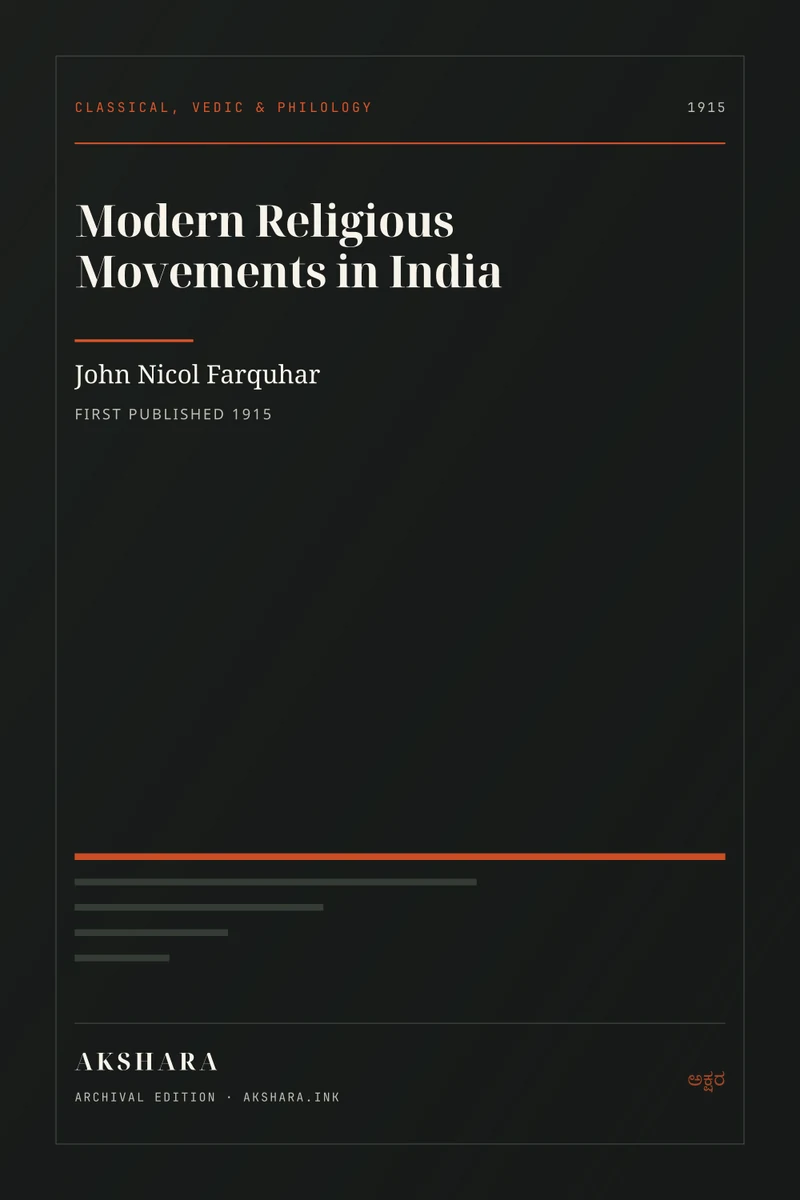 CLASSICAL, VEDIC & PHILOLOGY
1915
Modern Religious
Movements in India
John Nicol Farquhar
FIRST PUBLISHED 1915
AKSHARA
ಅಕ್ಷರ
ARCHIVAL EDITION · AKSHARA.INK